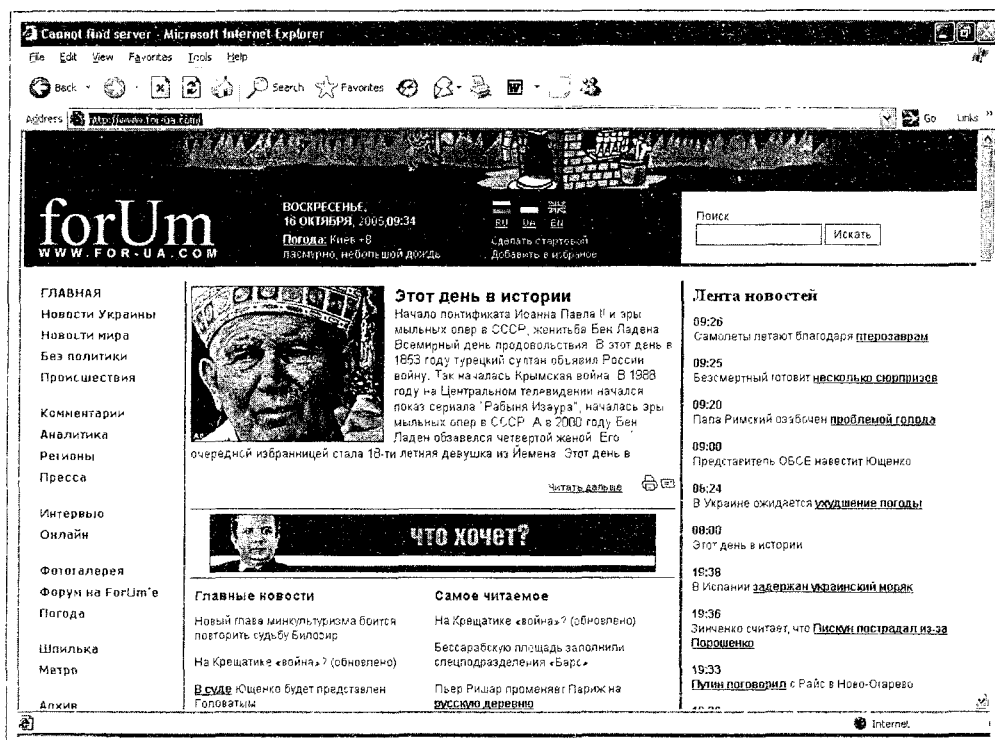 Cannot find server - Microsoft Internet Explorer
File Edit View Favorites Tools Help
Back Search Favorites
Address http://www.for-ua.com/ Go Links »
forUm
WWW.FOR-UA.COM
ВОСКРЕСЕНЬЕ,
16 ОКТЯБРЯ, 2005,09:34
Погода: Киев +8
пасмурно, небольшой дождь
RU UA EN
Сделать стартовой
Добавить в избраное
Поиск
Искать
ГЛАВНАЯ
Новости Украины
Новости мира
Без политики
Происшествия
Комментарии
Аналитика
Регионы
Пресса
Интервью
Онлайн
Фотогалерея
Форум на ForUm'е
Погода
Шпилька
Метро
Архив
Этот день в истории
Начало понтификата Иоанна Павла II и эры
мыльных опер в СССР, женитьба Бен Ладена
Всемирный день продовольствия. В этот день в
1853 году турецкий султан объявил России
войну. Так началась Крымская война. В 1988
году на Центральном телевидении начался
показ сериала "Рабыня Изаура", началась эры
мыльных опер в СССР. А в 2000 году Бен
Ладен обзавелся четвертой женой. Его
очередной избранницей стала 18-ти летняя девушка из Йемена. Этот день в
Читать дальше
ЧТО ХОЧЕТ?
Главные новости
Новый глава минкультуризма боится
повторить судьбу Билозир
На Крещатике «война»? (обновлено)
В суде Ющенко будет представлен
Головатым
Самое читаемое
На Крещатике «война»? (обновлено)
Бессарабскую площадь заполнили
спецподразделения «Барс»
Пьер Ришар променяет Париж на
русскую деревню
Лента новостей
09:26
Самолеты летают благодаря птерозаврам
09:25
Безсмертный готовит несколько сюрпризов
09:20
Папа Римский озабочен проблемой голода
09:00
Представитель ОБСЕ навестит Ющенко
08:24
В Украине ожидается ухудшение погоды
08:00
Этот день в истории
19:38
В Испании задержан украинский моряк
19:36
Зинченко считает, что Пискун пострадал из-за
Порошенко
19:33
Путин поговорил с Райс в Ново-Огарево
Internet